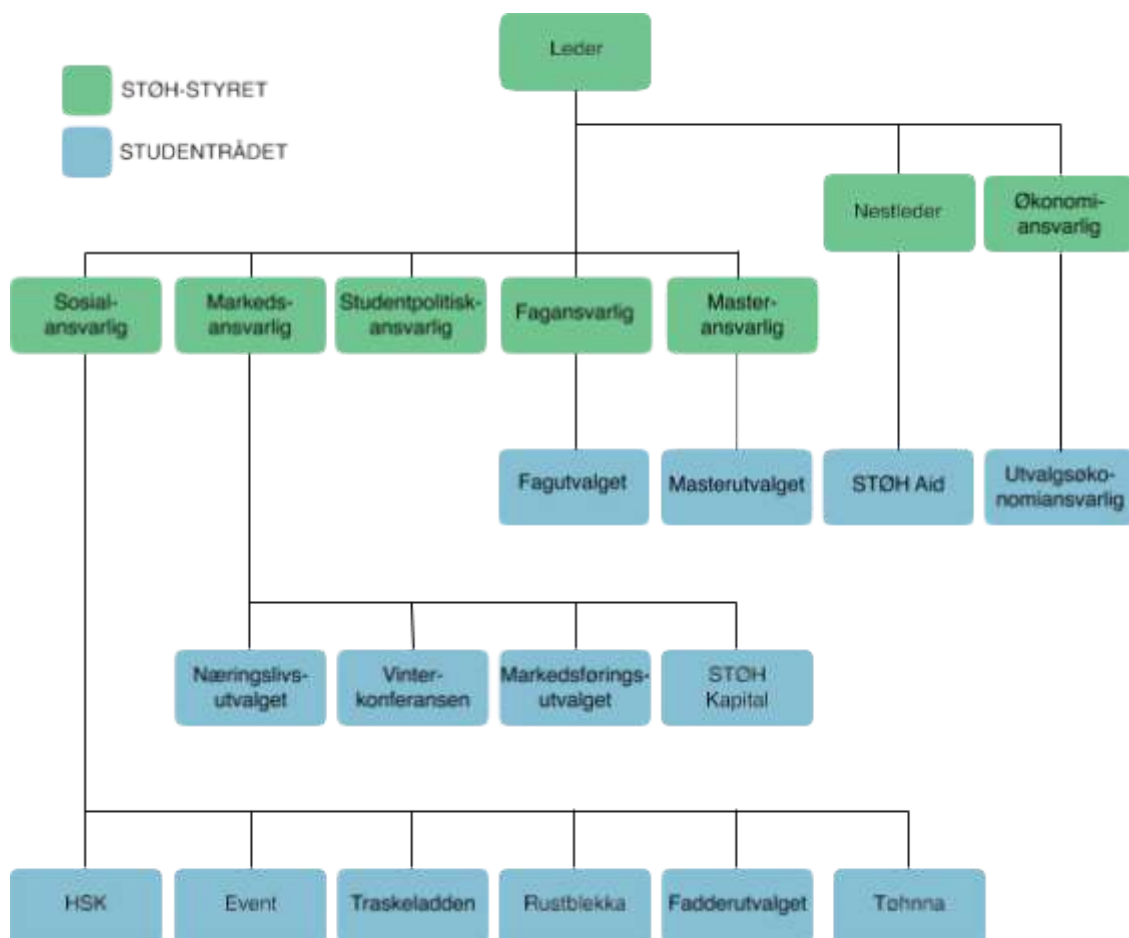 Leder
STØH-STYRET
STUDENTRÅDET
Nestleder
Økonomi-
ansvarlig
Sosial-
ansvarlig
Markeds-
ansvarlig
Studentpolitisk-
ansvarlig
Fagansvarlig
Master-
ansvarlig
Fagutvalget
Masterutvalget
STØH Aid
Utvalgsøko-
nomiansvarlig
Næringslivs-
utvalget
Vinter-
konferansen
Markedsførings-
utvalget
STØH
Kapital
HSK
Event
Traskeladden
Rustblekka
Fadderutvalget
Tøhnna